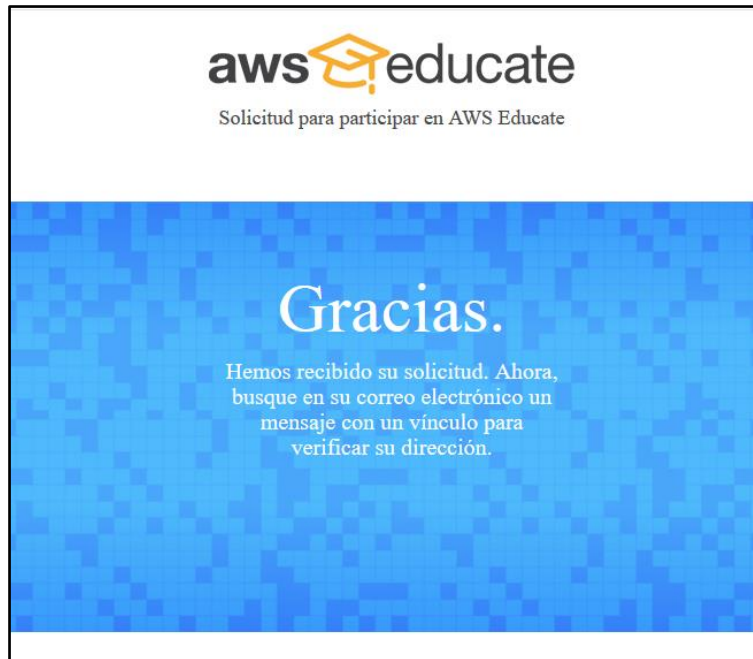 aws educate
Solicitud para participar en AWS Educate
Gracias.
Hemos recibido su solicitud. Ahora,
busque en su correo electrónico un
mensaje con un vínculo para
verificar su dirección.